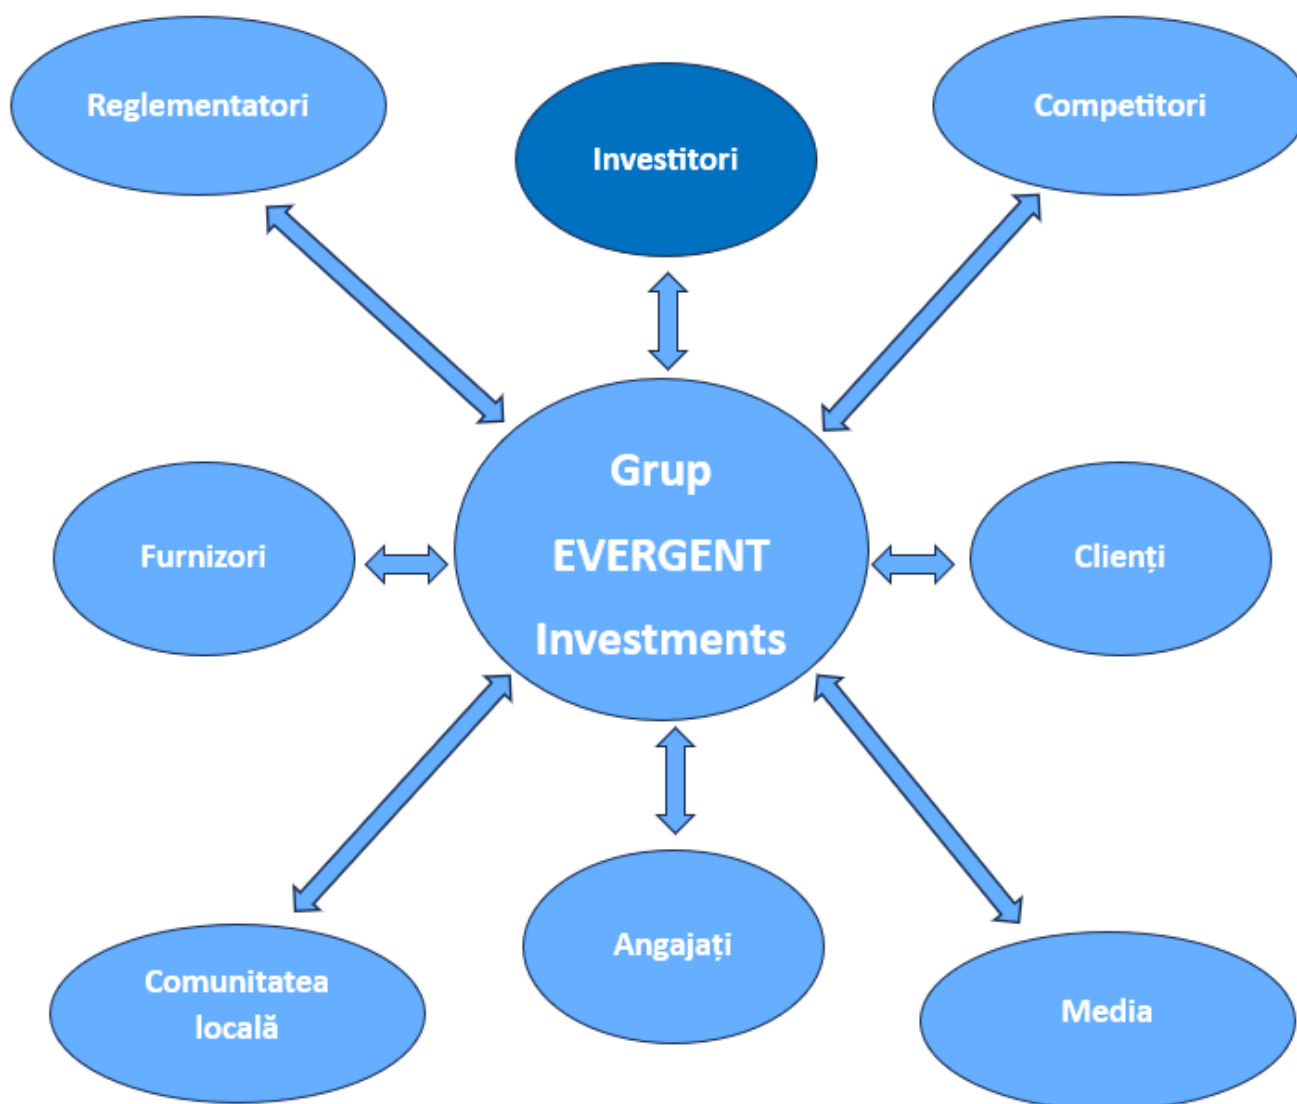 Reglementatori
Investitori
Competitori
Grup
EVERGENT
Investments
Furnizori
Clienți
Comunitatea
locală
Angajați
Media